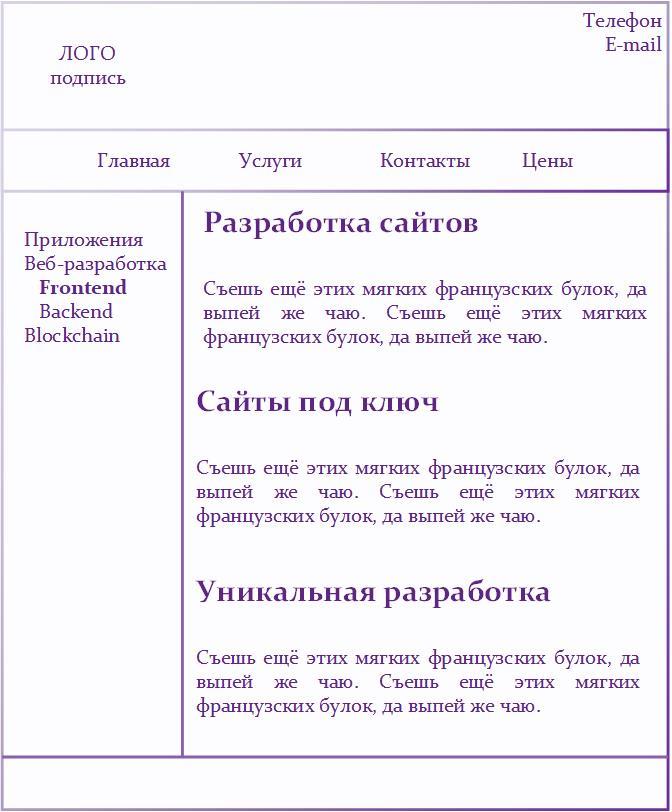 ЛОГО
подпись
Телефон
E-mail
Главная Услуги Контакты Цены
Приложения
Веб-разработка
Frontend
Backend
Blockchain
Разработка сайтов
Съешь ещё этих мягких французских булок, да
выпей же чаю. Съешь ещё этих мягких
французских булок, да выпей же чаю.
Сайты под ключ
Съешь ещё этих мягких французских булок, да
выпей же чаю. Съешь ещё этих мягких
французских булок, да выпей же чаю.
Уникальная разработка
Съешь ещё этих мягких французских булок, да
выпей же чаю. Съешь ещё этих мягких
французских булок, да выпей же чаю.